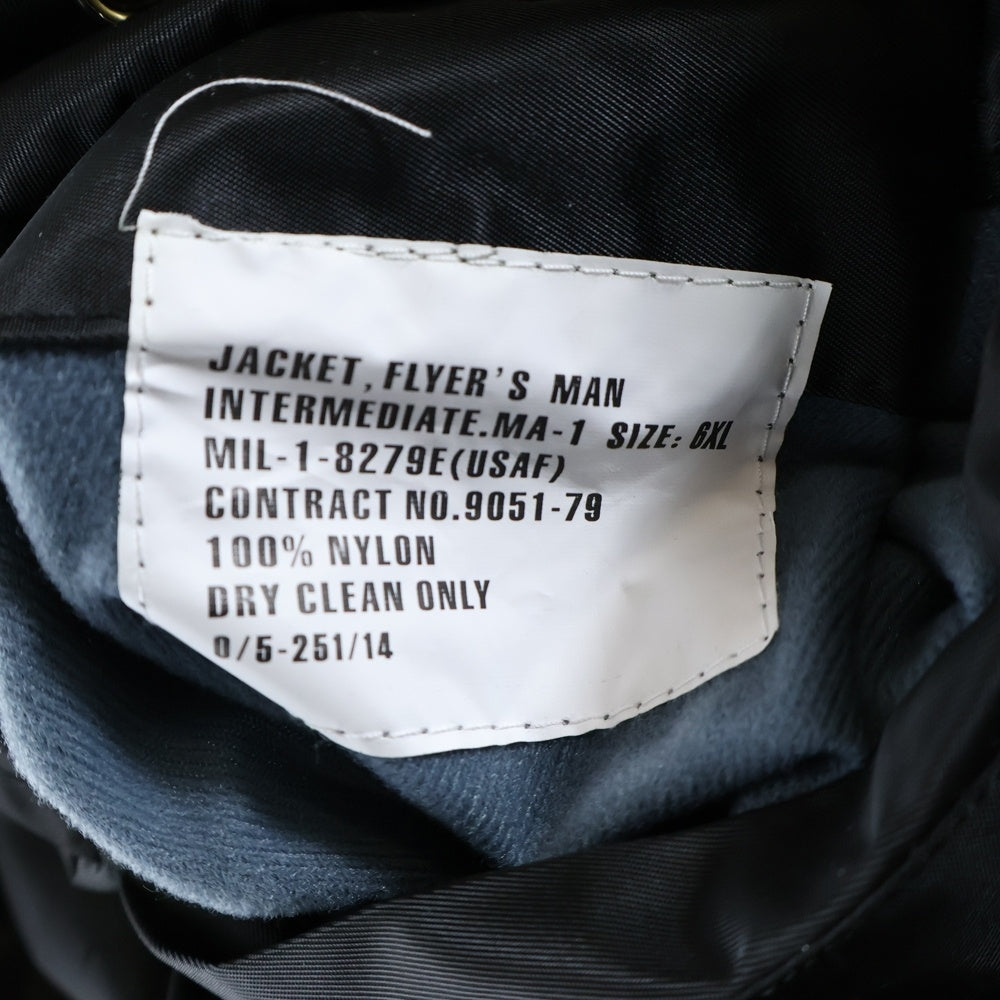 JACKET, FLYER'S MAN
INTERMEDIATE.MA-1 SIZE: 6XL
MIL-1-8279E(USAF)
CONTRACT NO.9051-79
100% NYLON
DRY CLEAN ONLY
0/5-251/14